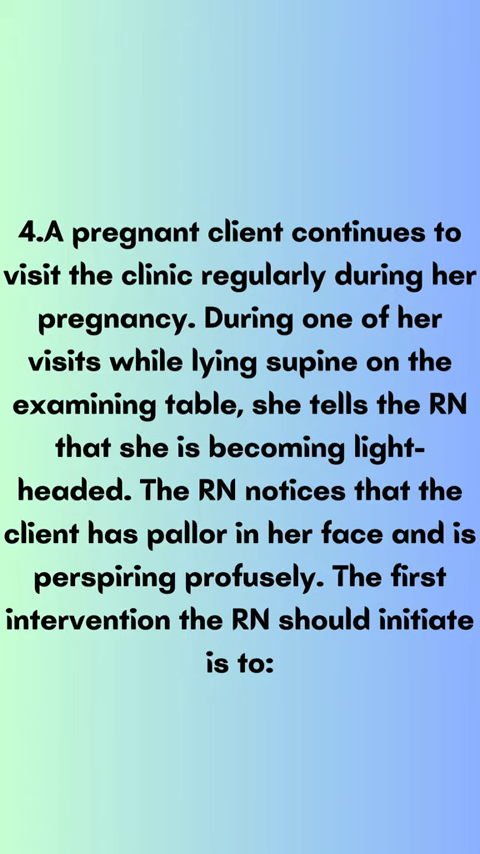 4.A pregnant client continues to
visit the clinic regularly during her
pregnancy. During one of her
visits while lying supine on the
examining table, she tells the RN
that she is becoming light-
headed. The RN notices that the
client has pallor in her face and is
perspiring profusely. The first
intervention the RN should initiate
is to: